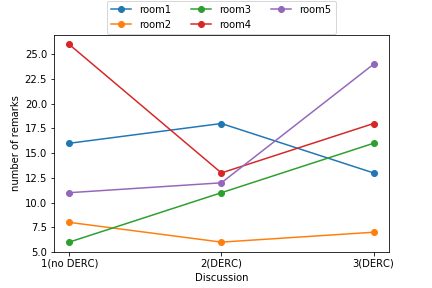 room1 room3 room5
room2 room4
25.0
22.5
20.0
17.5
15.0
12.5
10.0
7.5
5.0
number of remarks
1(no DERC) 2(DERC) 3(DERC)
Discussion